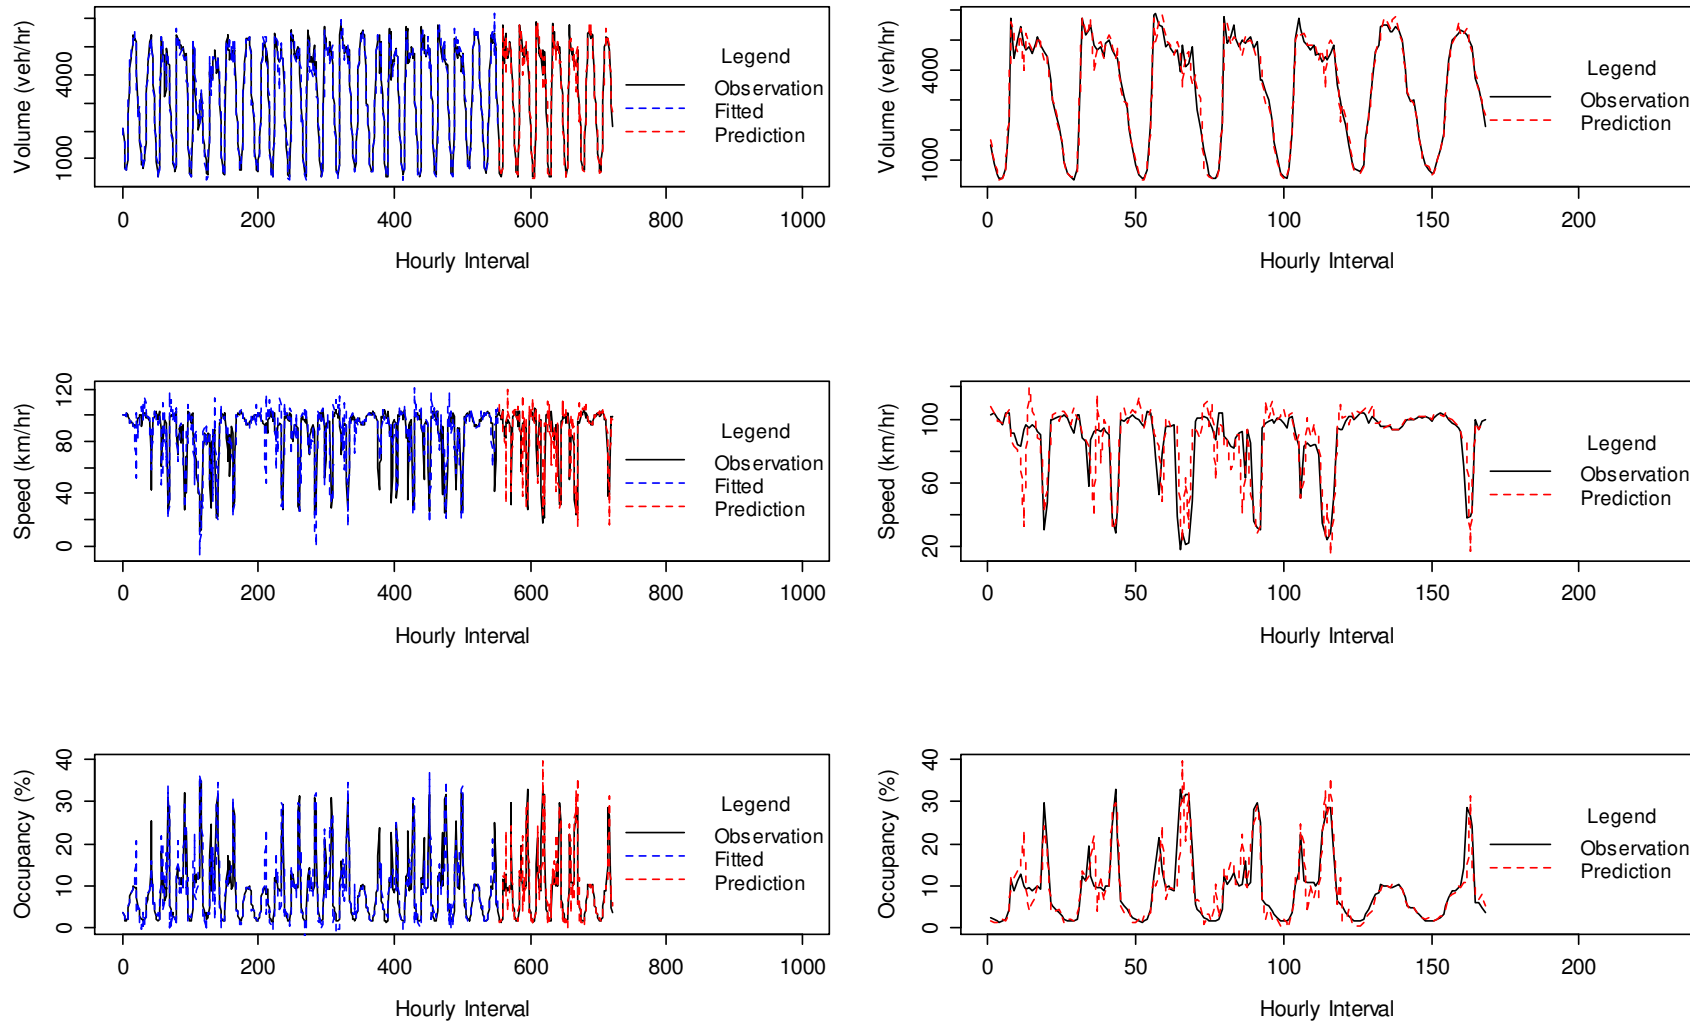 Volume (veh/hr)
4000
1000
Legend
Observation
Fitted
Prediction
0 200 400 600 800 1000
Hourly Interval
Volume (veh/hr)
4000
1000
Legend
Observation
Prediction
0 50 100 150 200
Hourly Interval
Speed (km/hr)
120
80
40
0
Legend
Observation
Fitted
Prediction
0 200 400 600 800 1000
Hourly Interval
Speed (km/hr)
100
60
20
Legend
Observation
Prediction
0 50 100 150 200
Hourly Interval
Occupancy (%)
40
30
20
10
0
Legend
Observation
Fitted
Prediction
0 200 400 600 800 1000
Hourly Interval
Occupancy (%)
40
30
20
10
0
Legend
Observation
Prediction
0 50 100 150 200
Hourly Interval